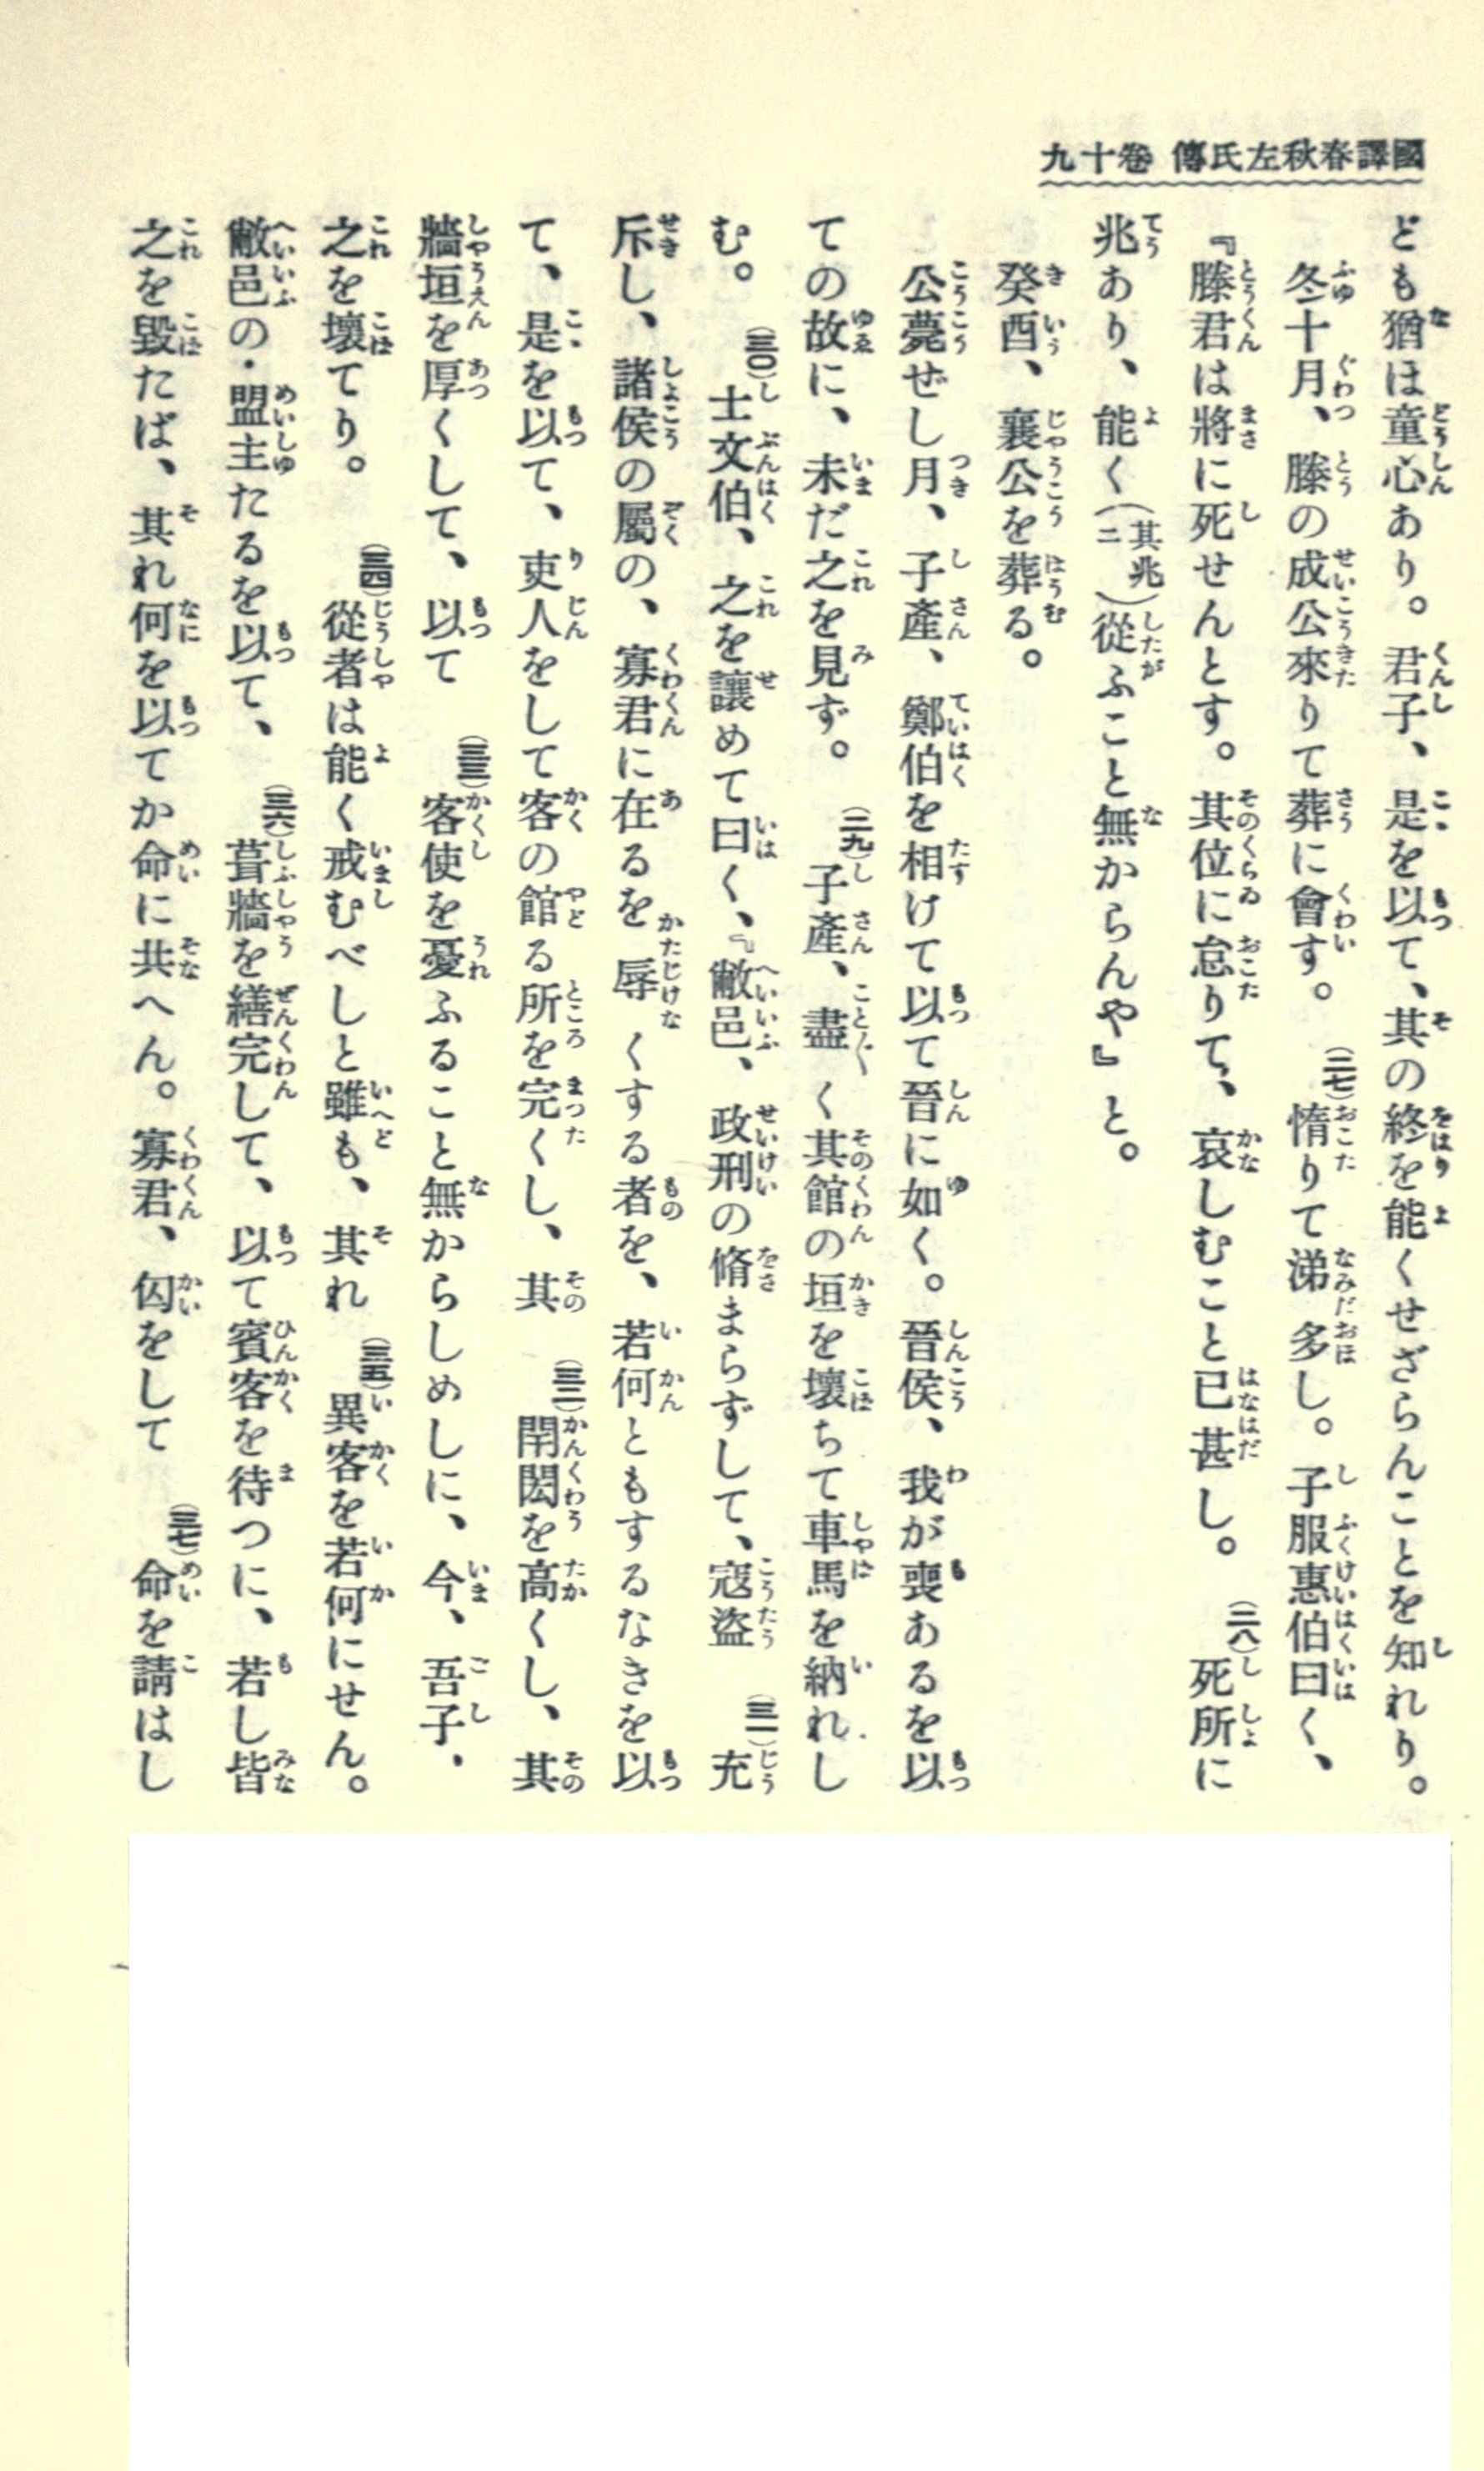 國譯春秋左氏傳 卷十九
ども猶は童心あり。君子、是を以て、其の終を能くせざらんことを知れり。
冬十月、滕の成公來りて葬に會す。(二七)惰りて涕多し。子服惠伯曰く、
『滕君は將に死せんとす。其位に怠りて、哀しむこと已甚し。(二八)死所に
兆あり、能く(其兆ニ)從ふこと無からんや』と。
癸酉、襄公を葬る。
公薨ぜし月、子產、鄭伯を相けて以て晉に如く。晉侯、我が喪あるを以
ての故に、未だ之を見ず。(二九)子產、盡く其館の垣を壞ちて車馬を納れし
む。(三〇)士文伯、之を讓めて曰く、『敝邑、政刑の脩まらずして、寇盜(三一)充
斥し、諸侯の屬の、寡君に在るを辱くする者を、若何ともするなきを以
て、是を以て、吏人をして客の館る所を完くし、其(三二)閈閎を高くし、其
牆垣を厚くして、以て(三三)客使を憂ふること無からしめしに、今、吾子・
之を壞てり。(三四)從者は能く戒むべしと雖も、其れ(三五)異客を若何にせん。
敝邑の・盟主たるを以て、(三六)葺牆を繕完して、以て賓客を待つに、若し皆
之を毀たば、其れ何を以てか命に共へん。寡君、匃をして(三七)命を請はし